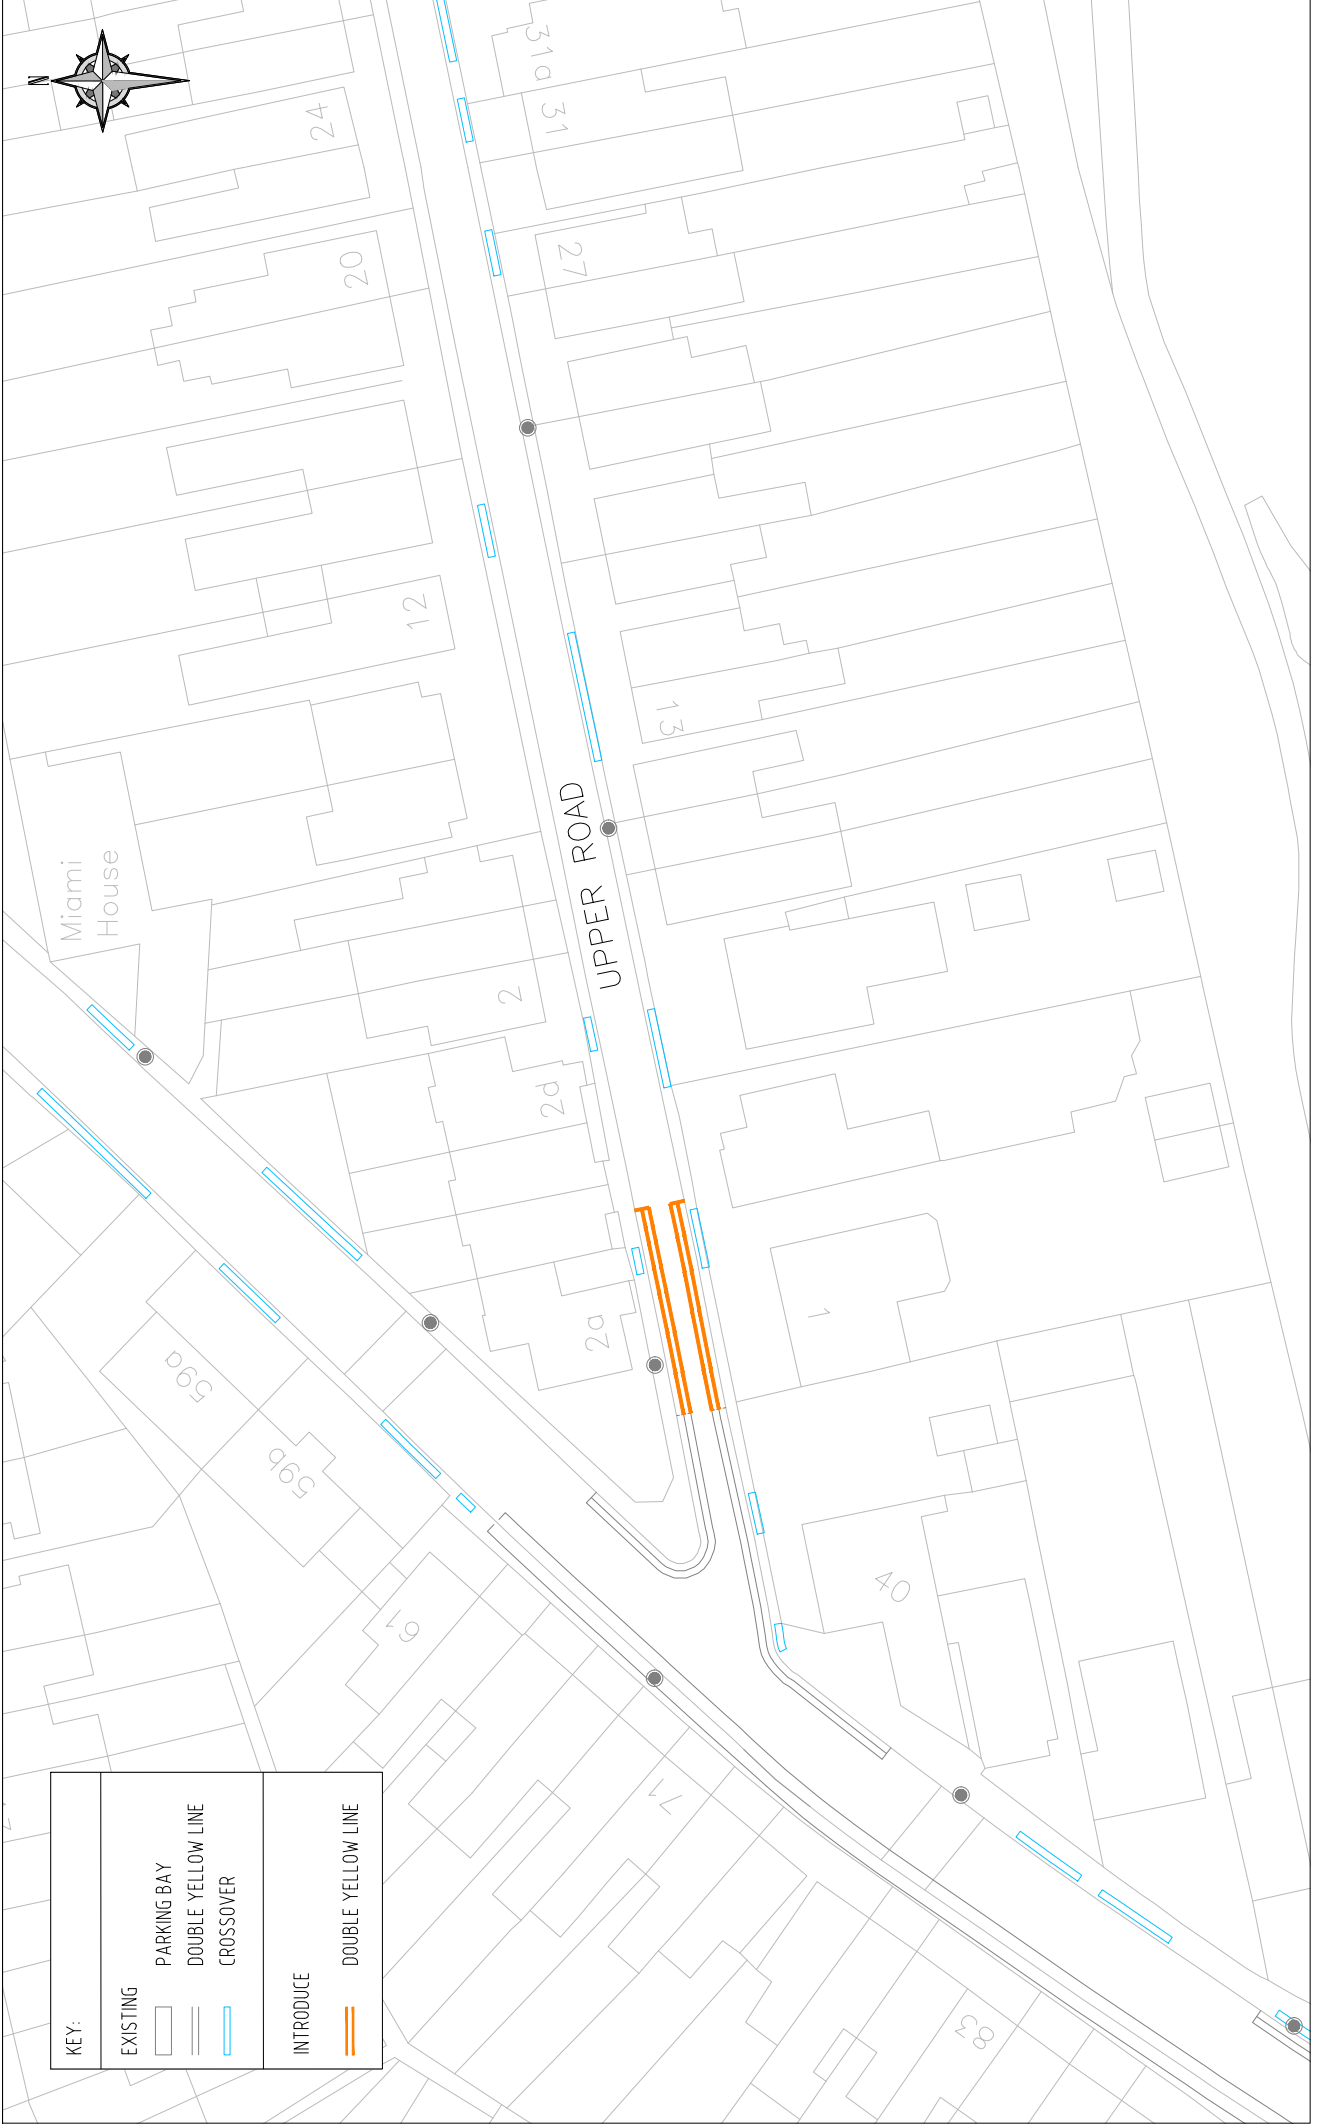 N
KEY:
EXISTING
PARKING BAY
DOUBLE YELLOW LINE
CROSSOVER
INTRODUCE
DOUBLE YELLOW LINE
UPPER ROAD
Miami
House
24
20
12
2
2d
2a
31a
31
27
13
1
40
59a
59b
61
71
83